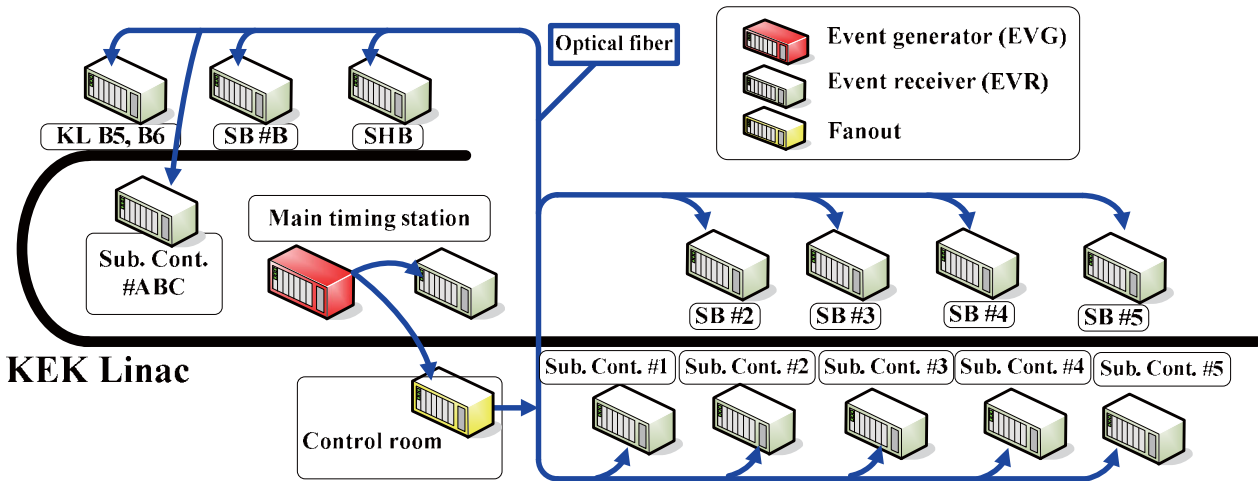 Optical fiber
Event generator (EVG)
Event receiver (EVR)
Fanout
KL B5, B6
SB #B
SHB
Main timing station
Sub. Cont.
#ABC
SB #2
SB #3
SB #4
SB #5
KEK Linac
Sub. Cont. #1
Sub. Cont. #2
Sub. Cont. #3
Sub. Cont. #4
Sub. Cont. #5
Control room